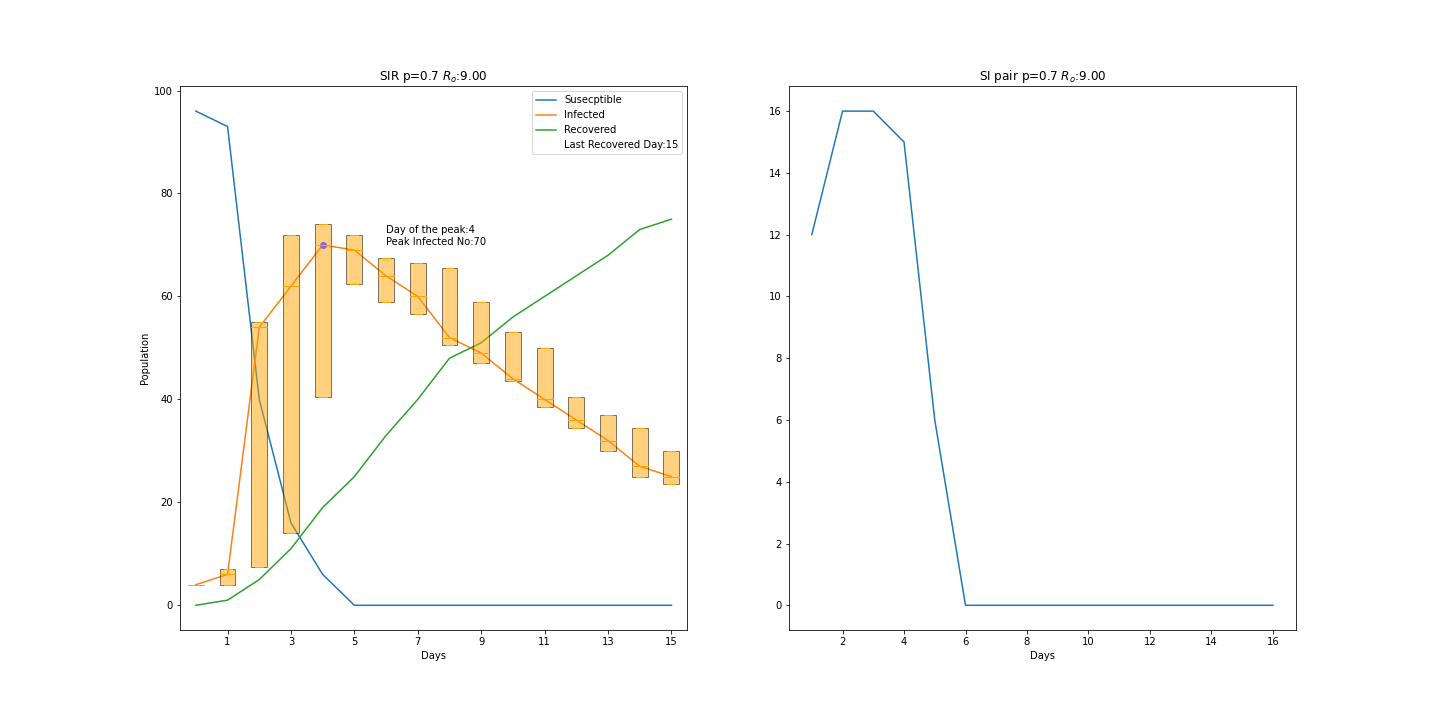 SIR p=0.7 Rₒ:9.00
Susecptible
Infected
Recovered
Last Recovered Day:15
Day of the peak:4
Peak Infected No:70
Population
100
80
60
40
20
0
1 3 5 7 9 11 13 15
Days
SI pair p=0.7 Rₒ:9.00
16
14
12
10
8
6
4
2
0
2 4 6 8 10 12 14 16
Days